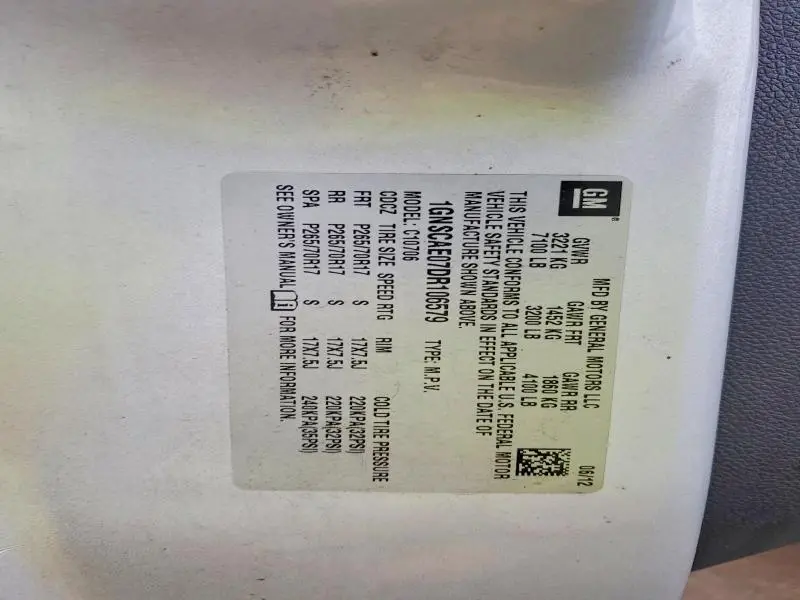 GM®
MFD BY GENERAL MOTORS LLC 06/12
GVWR GAWR FRT GAWR RR
3221 KG 1452 KG 1860 KG
7109 LB 3200 LB 4100 LB
THIS VEHICLE CONFORMS TO ALL APPLICABLE U.S. FEDERAL MOTOR
VEHICLE SAFETY STANDARDS IN EFFECT ON THE DATE OF
MANUFACTURE SHOWN ABOVE.
1GNSCAE07DR106579 TYPE: M.P.V.
MODEL: C10706
CDCZ TIRE SIZE SPEED RTG RIM COLD TIRE PRESSURE
FRT P265/70R17 S 17X7.5J 220KPA(32PSI)
RR P265/70R17 S 17X7.5J 220KPA(32PSI)
SPA P265/70R17 S 17X7.5J 240KPA(35PSI)
SEE OWNER'S MANUAL FOR MORE INFORMATION.